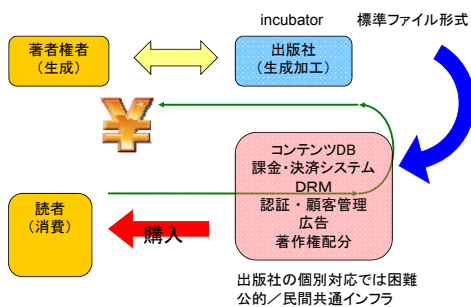 incubator
標準ファイル形式
著者権者
（生成）
出版社
（生成加工）
¥
コンテンツDB
課金・決済システム
DRM
認証・顧客管理
広告
著作権配分
読者
（消費）
購入
出版社の個別対応では困難
公的／民間共通インフラ